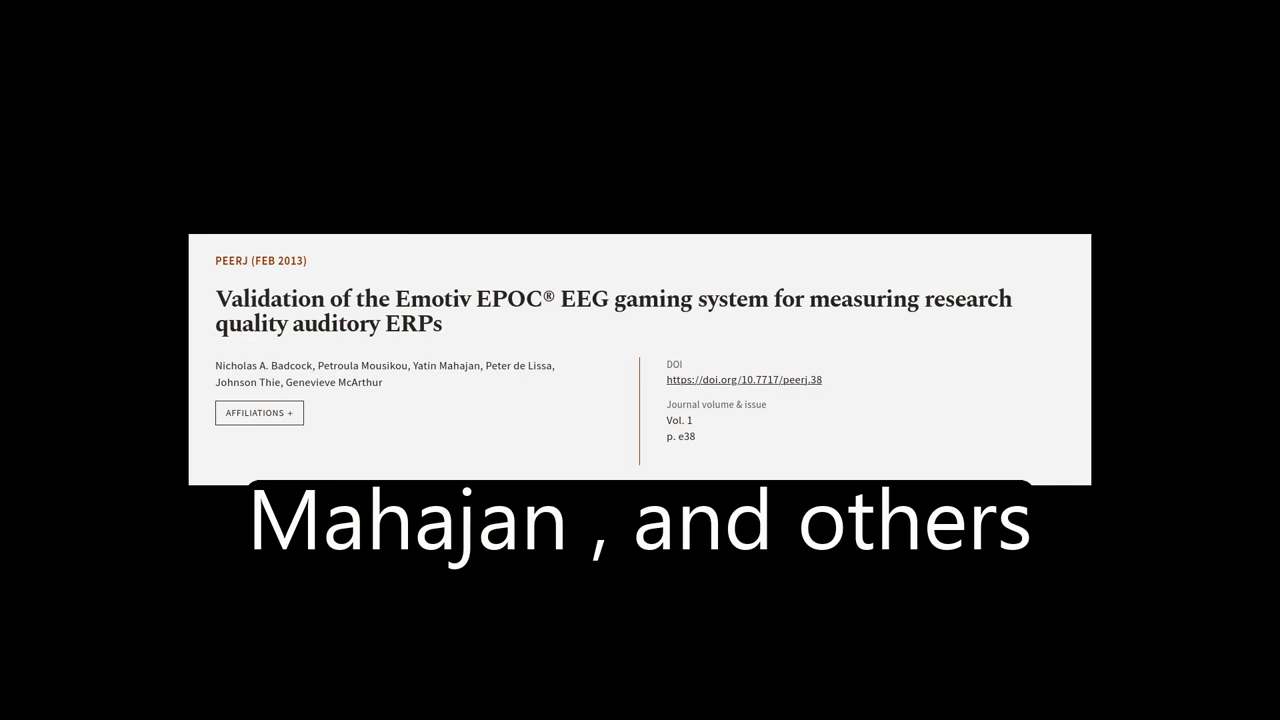 PEERJ (FEB 2013)
Validation of the Emotiv EPOC® EEG gaming system for measuring research
quality auditory ERPs
Nicholas A. Badcock, Petroula Mousikou, Yatin Mahajan, Peter de Lissa,
Johnson Thie, Genevieve McArthur
AFFILIATIONS +
DOI
https://doi.org/10.7717/peerj.38
Journal volume & issue
Vol. 1
p. e38
Mahajan , and others